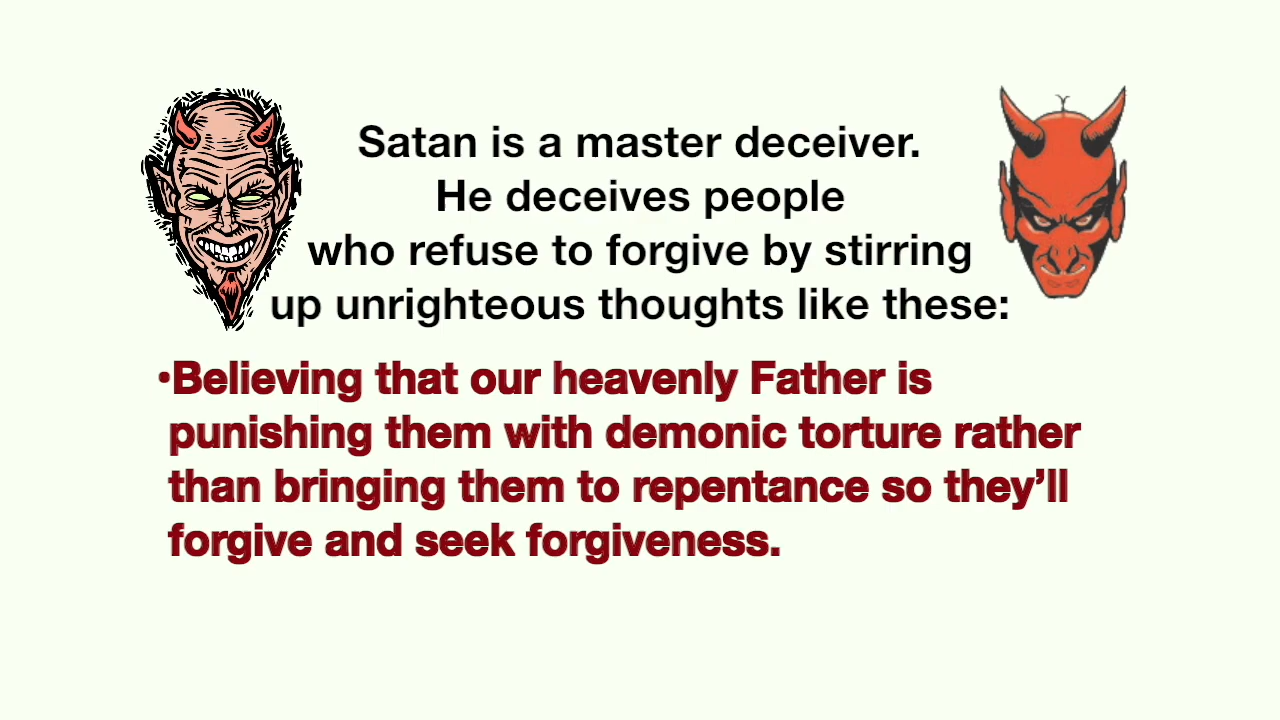 Satan is a master deceiver.
He deceives people
who refuse to forgive by stirring
up unrighteous thoughts like these:
•Believing that our heavenly Father is
punishing them with demonic torture rather
than bringing them to repentance so they’ll
forgive and seek forgiveness.